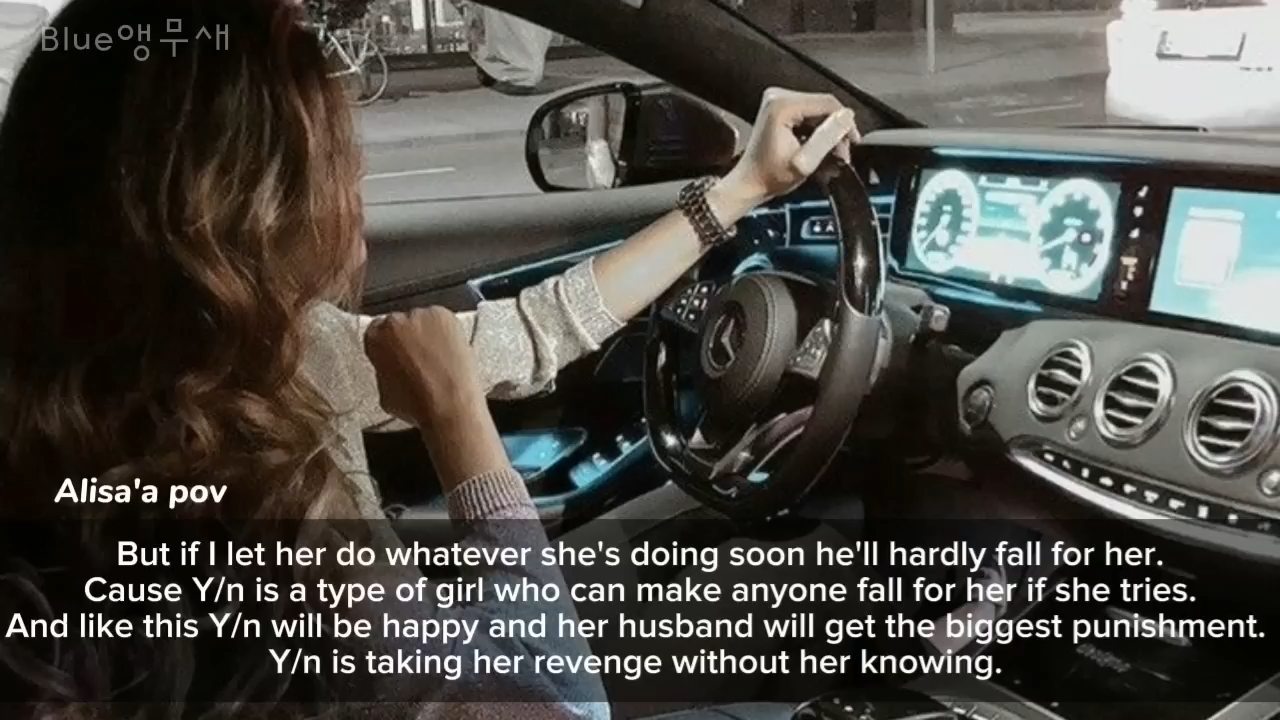 Blue앵무새
Alisa'a pov
But if I let her do whatever she's doing soon he'll hardly fall for her.
Cause Y/n is a type of girl who can make anyone fall for her if she tries.
And like this Y/n will be happy and her husband will get the biggest punishment.
Y/n is taking her revenge without her knowing.